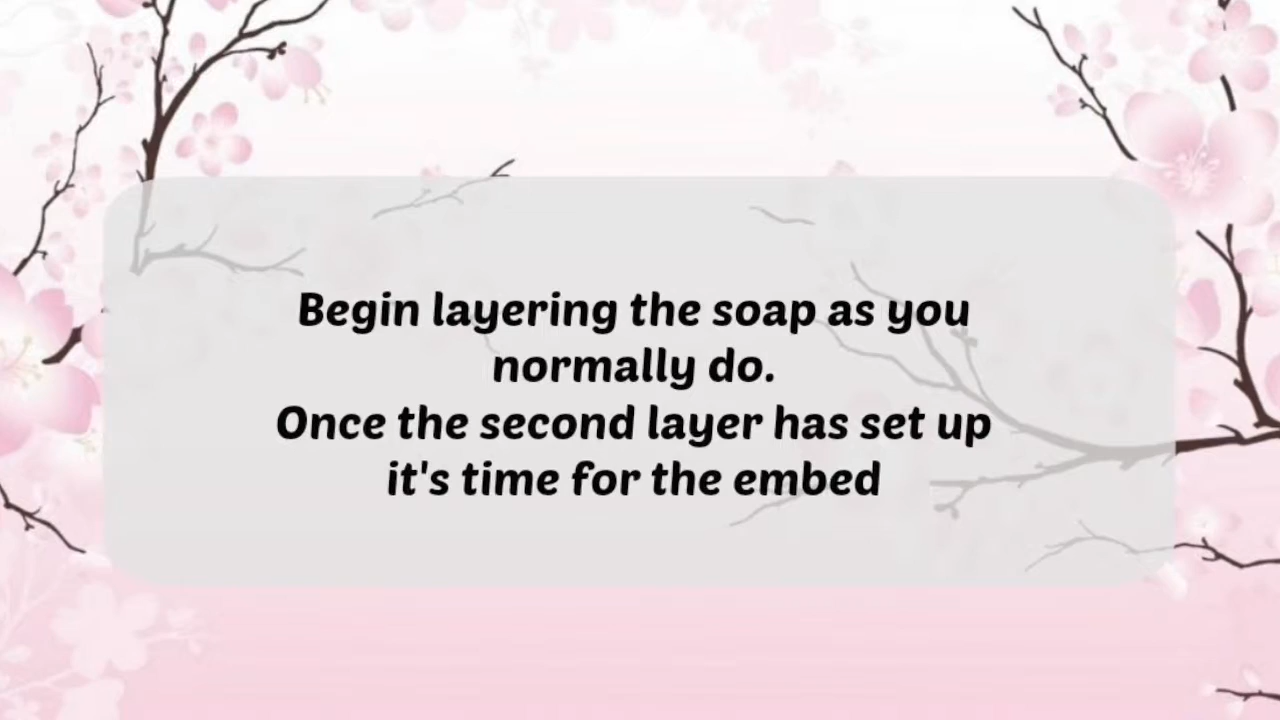 Begin layering the soap as you
normally do.
Once the second layer has set up
it's time for the embed